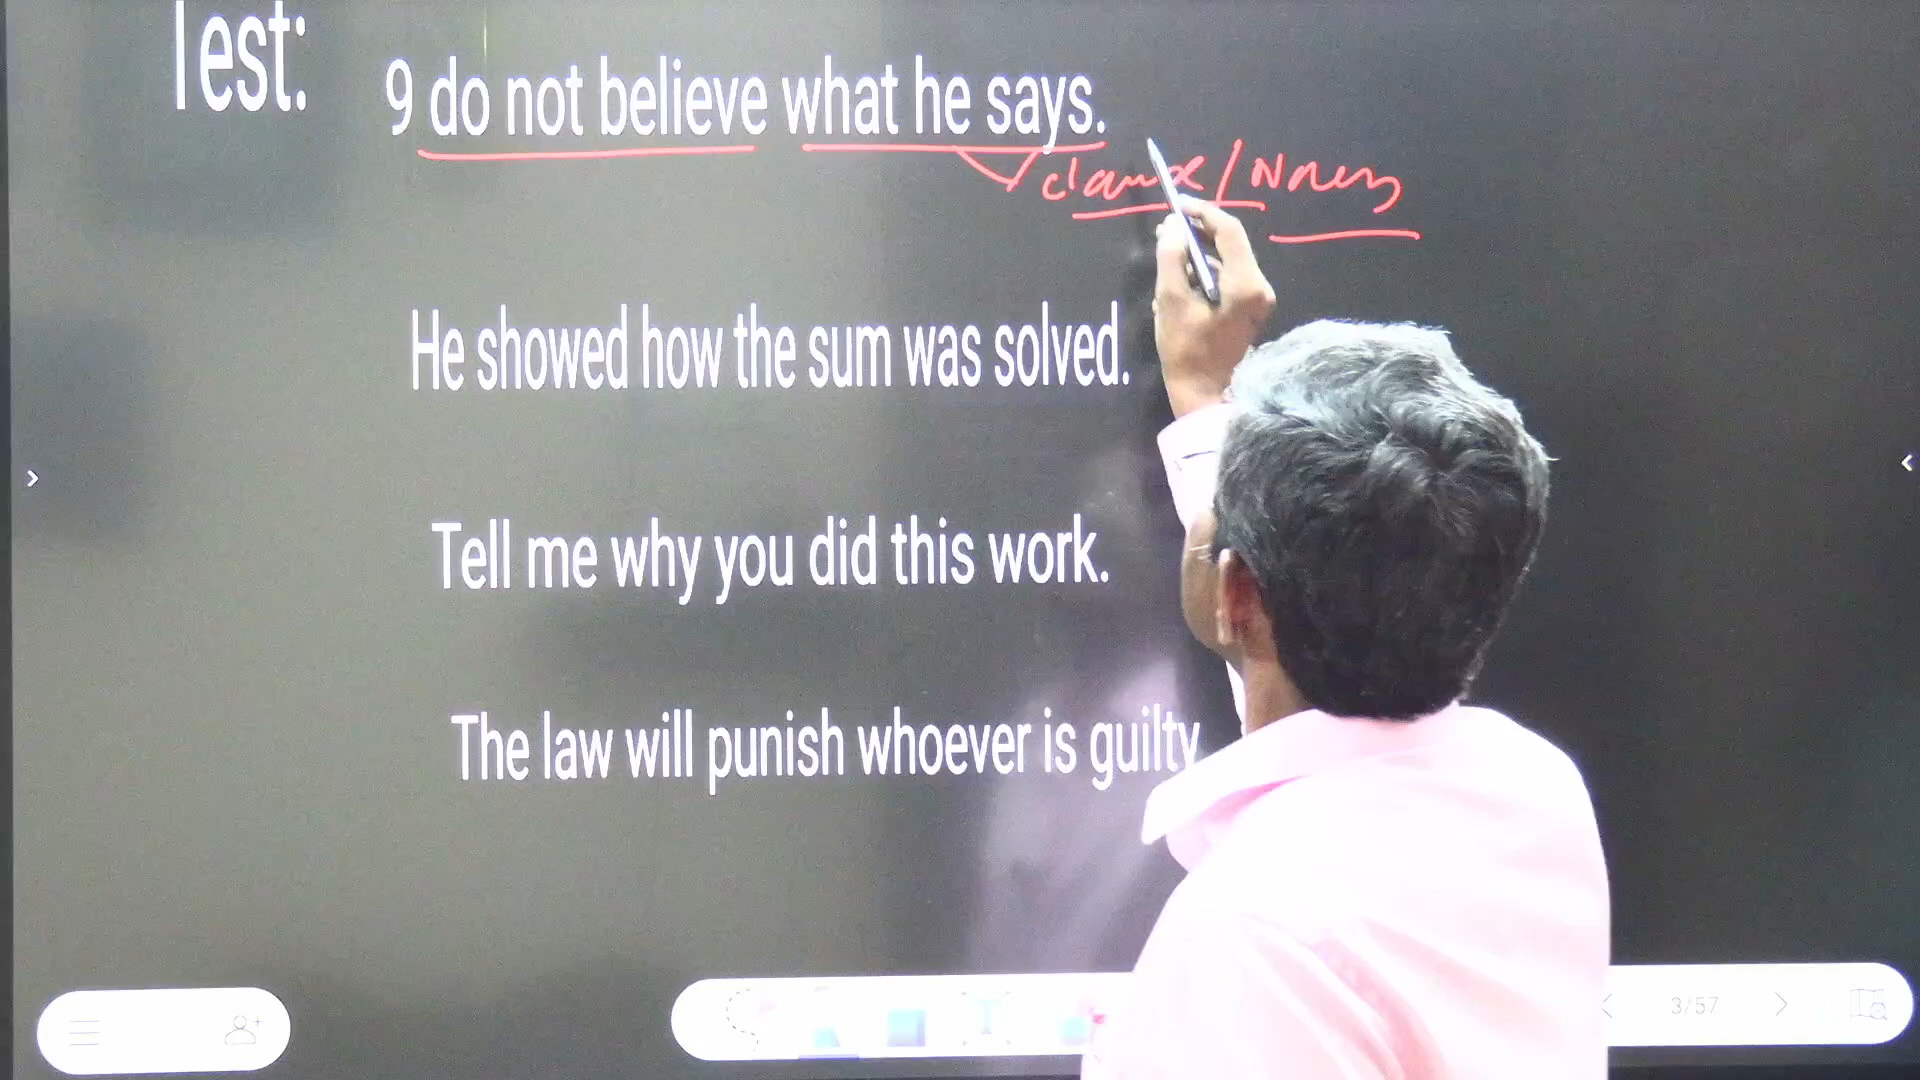 Test:
9 do not believe what he says.
clause/Noun
He showed how the sum was solved.
Tell me why you did this work.
The law will punish whoever is guilty
3/57